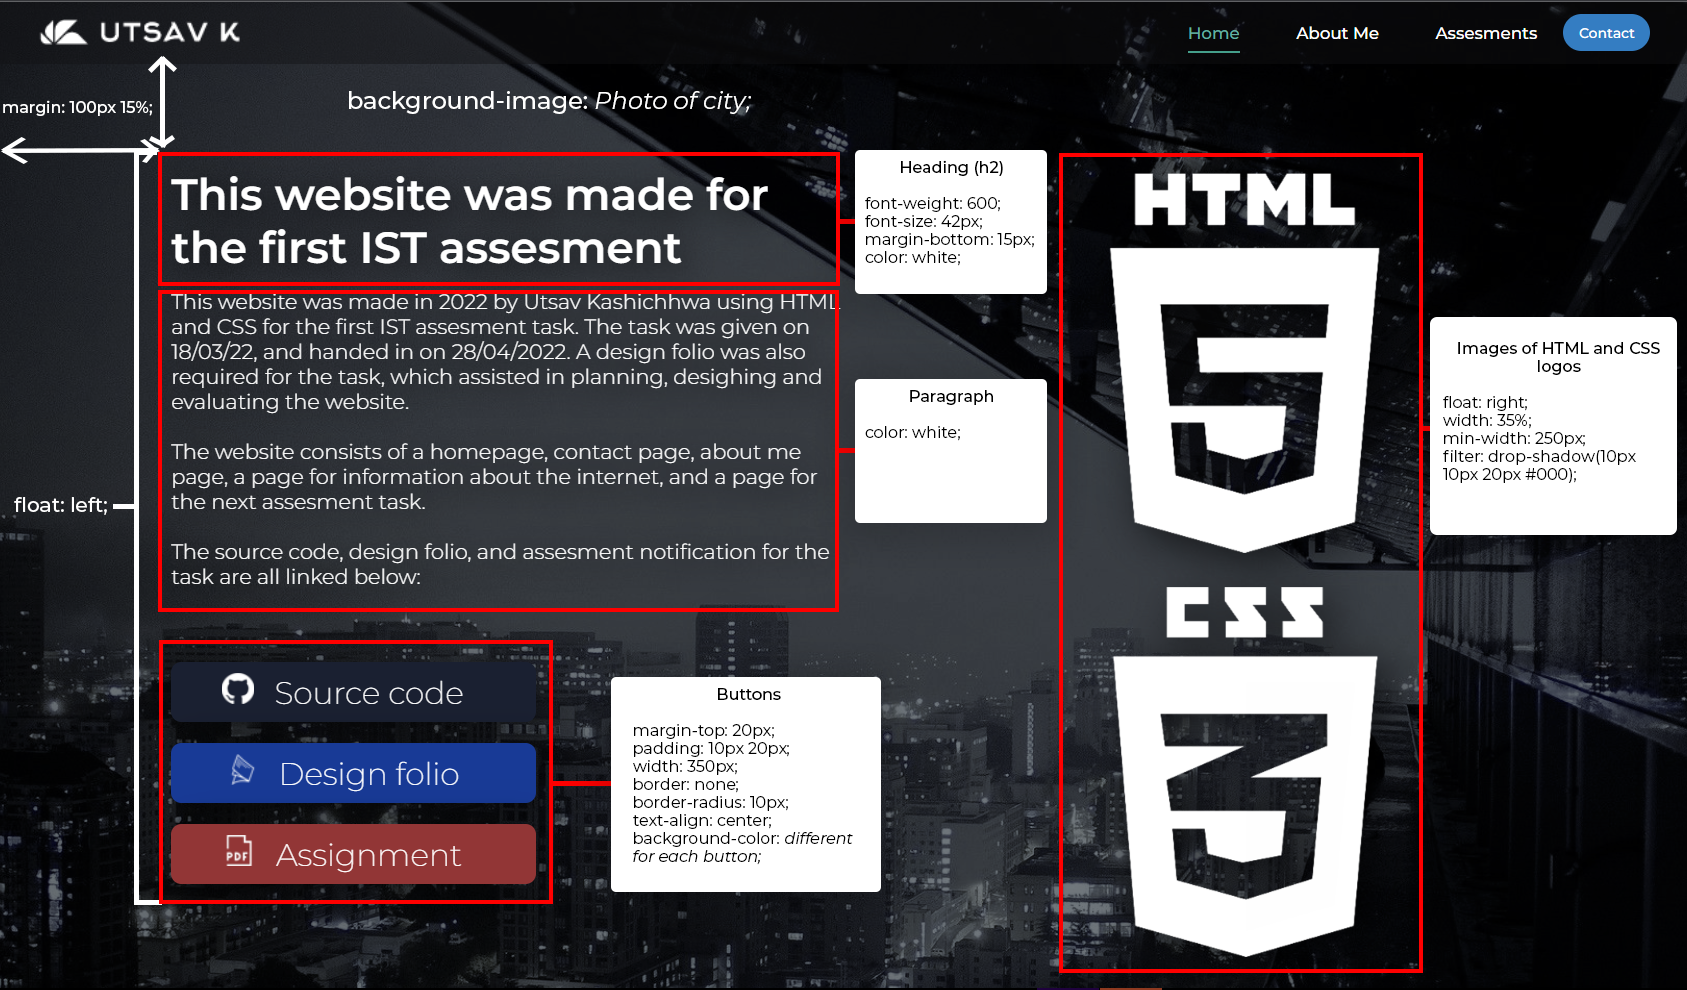 UTSAV K
Home
About Me
Assesments
Contact
margin: 100px 15%;
background-image: Photo of city;
This website was made for
the first IST assesment
Heading (h2)
font-weight: 600;
font-size: 42px;
margin-bottom: 15px;
color: white;
This website was made in 2022 by Utsav Kashichhwa using HTML
and CSS for the first IST assesment task. The task was given on
18/03/22, and handed in on 28/04/2022. A design folio was also
required for the task, which assisted in planning, desighing and
evaluating the website.
The website consists of a homepage, contact page, about me
page, a page for information about the internet, and a page for
the next assesment task.
The source code, design folio, and assesment notification for the
task are all linked below:
Paragraph
color: white;
float: left;
Source code
Design folio
PDF
Assignment
Buttons
margin-top: 20px;
padding: 10px 20px;
width: 350px;
border: none;
border-radius: 10px;
text-align: center;
background-color: different
for each button;
HTML
5
CSS
3
Images of HTML and CSS
logos
float: right;
width: 35%;
min-width: 250px;
filter: drop-shadow(10px
10px 20px #000);